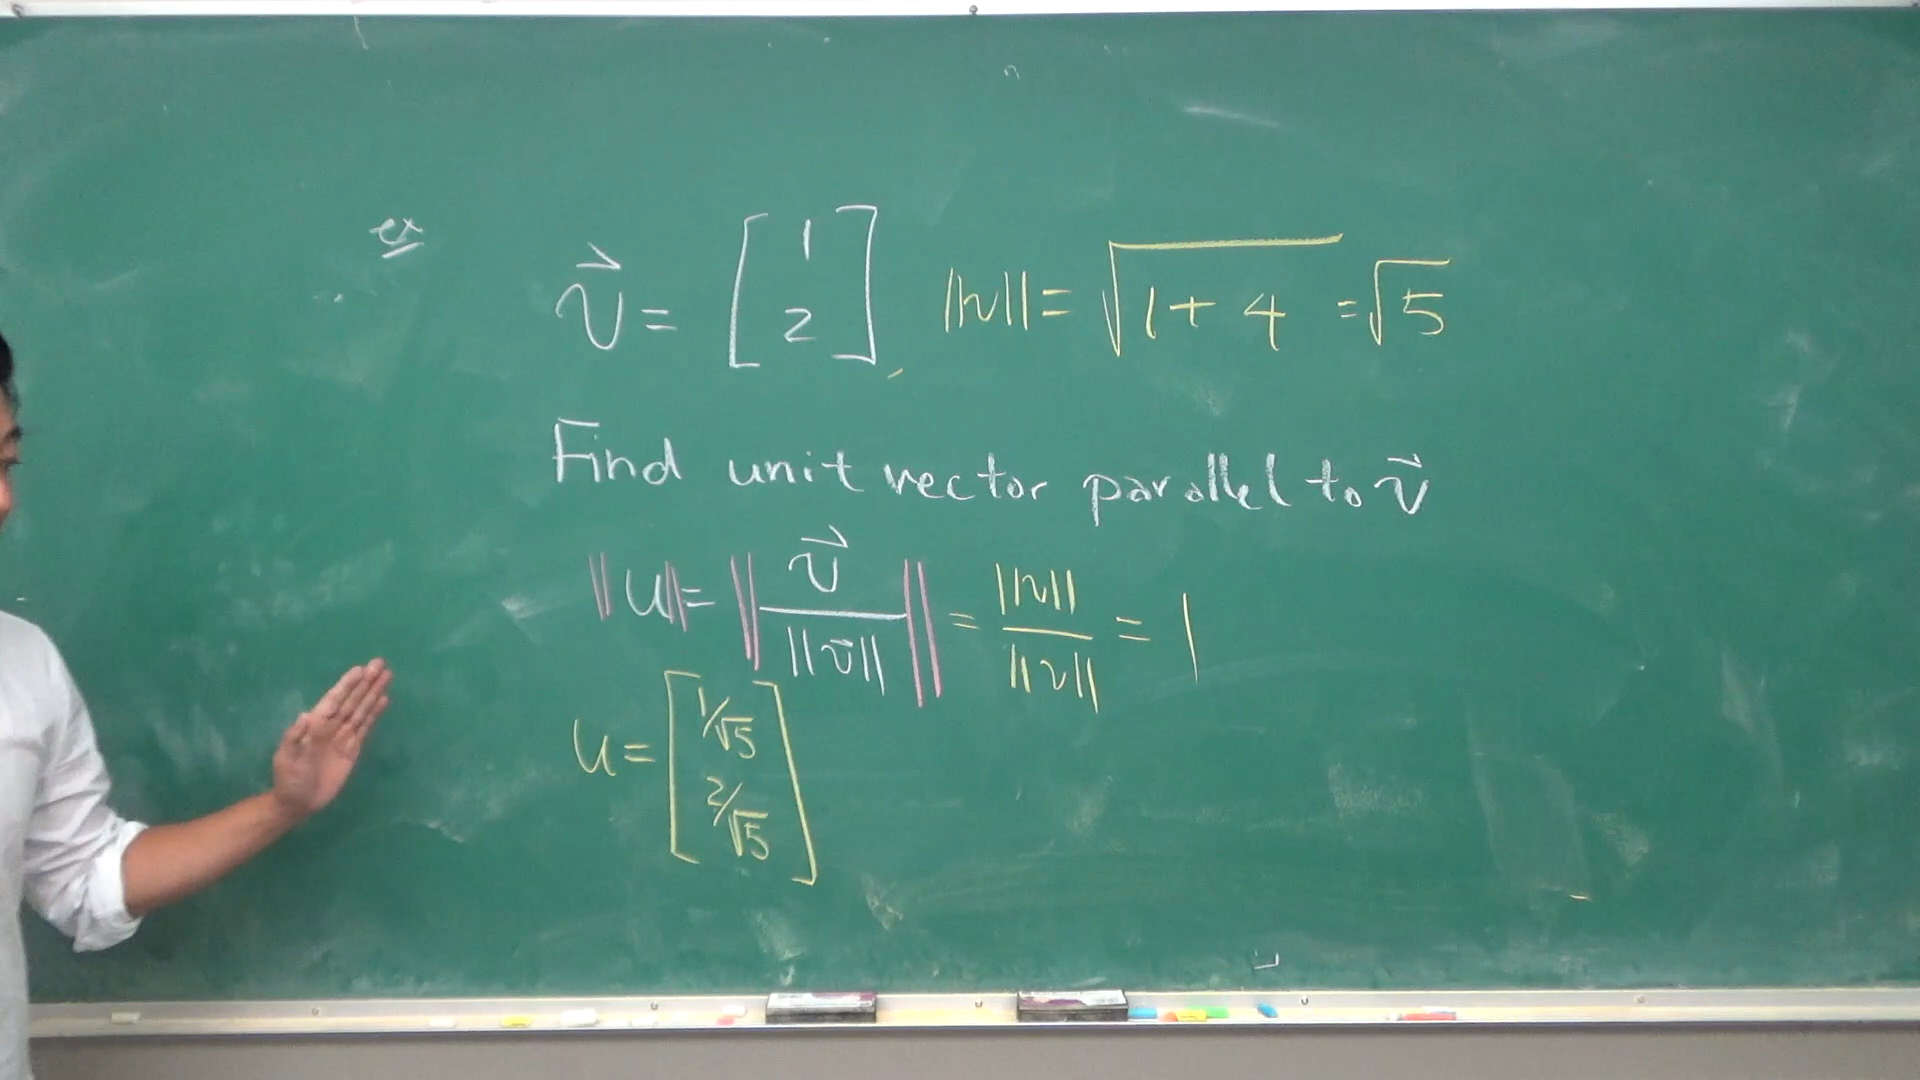 ex
v⃗ = [1 2] ||v|| = √1+4 = √5
Find unit vector parallel to v⃗
||u|| = ||v⃗/||v⃗|||| = ||v||/||v|| = 1
u = [1/√5 2/√5]